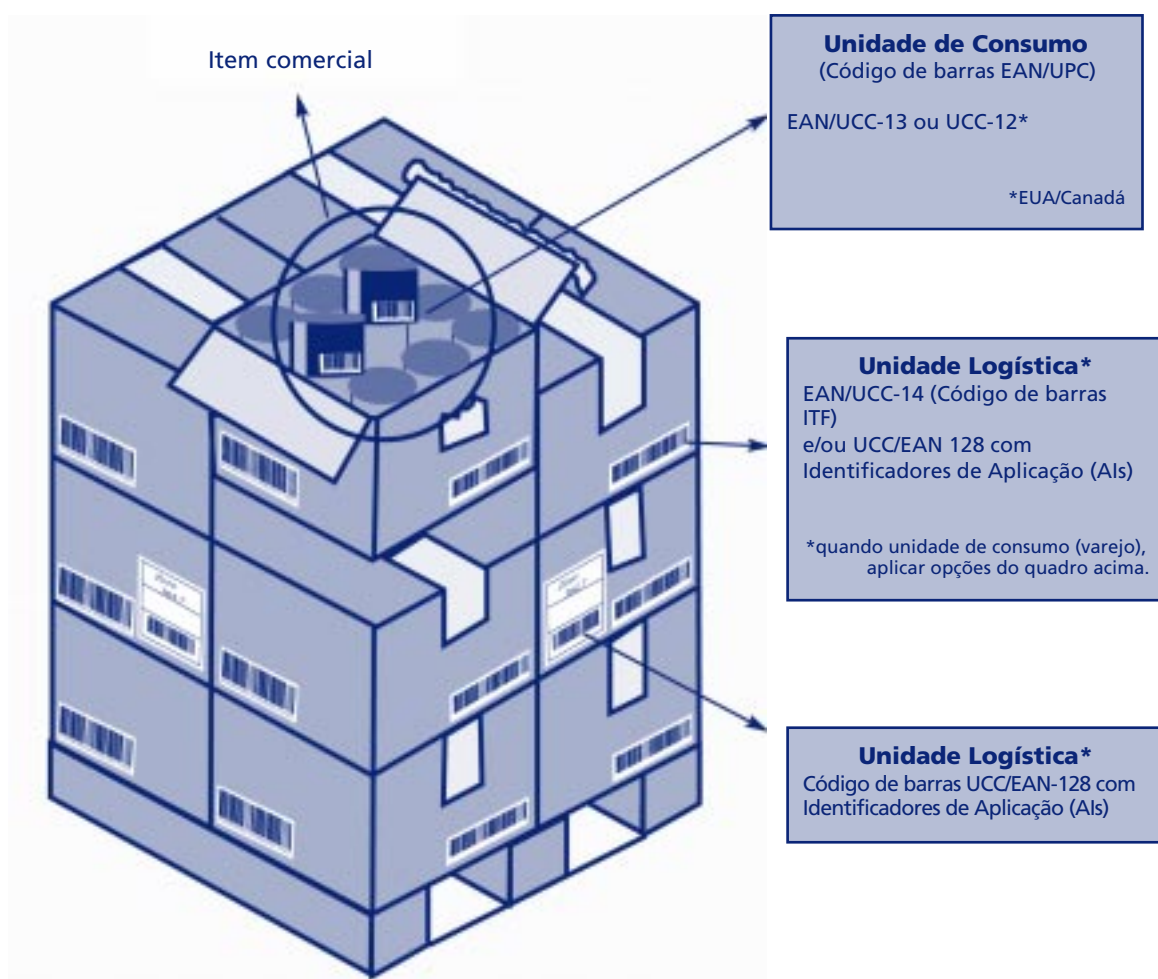 Item comercial
Unidade de Consumo
(Código de barras EAN/UPC)
EAN/UCC-13 ou UCC-12*
*EUA/Canadá
Unidade Logística*
EAN/UCC-14 (Código de barras
ITF)
e/ou UCC/EAN 128 com
Identificadores de Aplicação (AIs)
*quando unidade de consumo (varejo),
aplicar opções do quadro acima.
Unidade Logística*
Código de barras UCC/EAN-128 com
Identificadores de Aplicação (AIs)